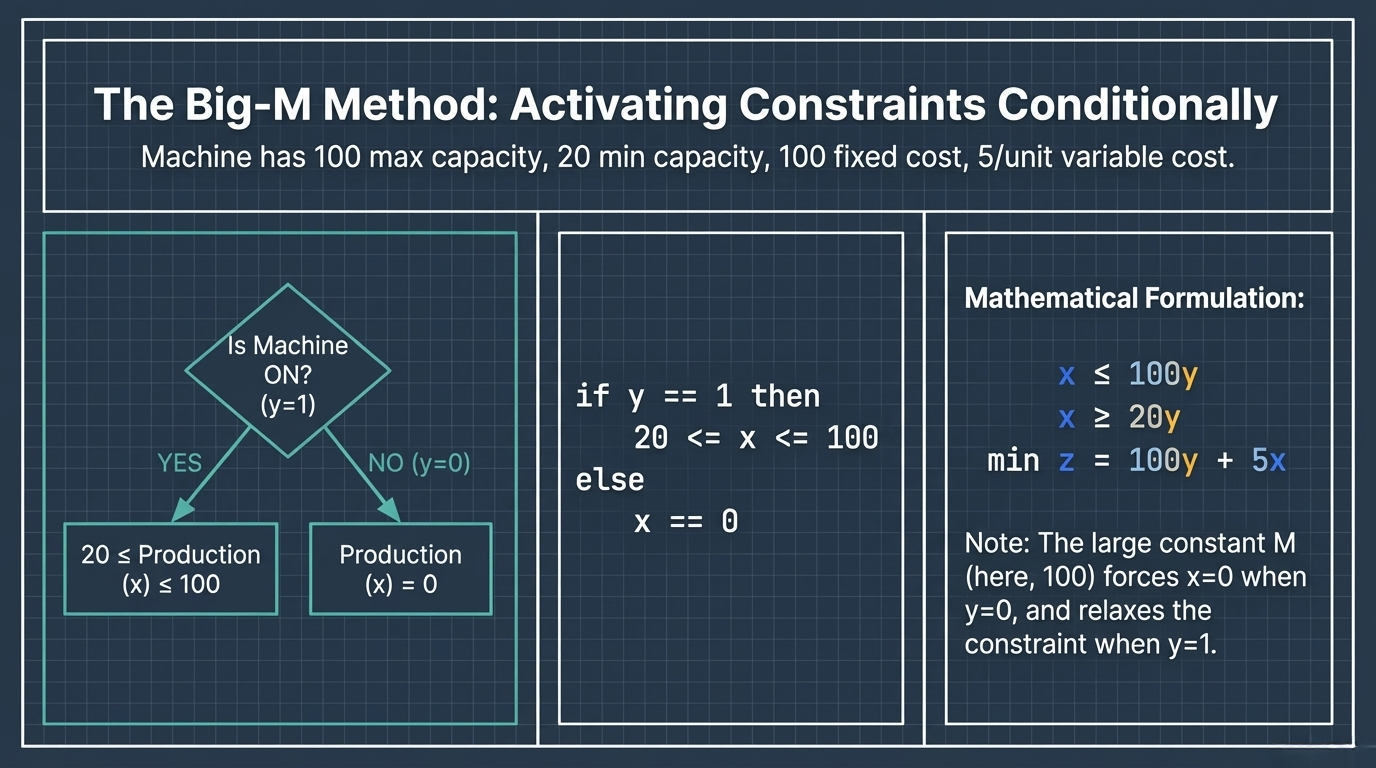 The Big-M Method: Activating Constraints Conditionally
Machine has 100 max capacity, 20 min capacity, 100 fixed cost, 5/unit variable cost.
Is Machine
ON?
(y=1)
YES
NO (y=0)
20 ≤ Production
(x) ≤ 100
Production
(x) = 0
if y == 1 then
20 <= x <= 100
else
x == 0
Mathematical Formulation:
x ≤ 100y
x ≥ 20y
min z = 100y + 5x
Note: The large constant M
(here, 100) forces x=0 when
y=0, and relaxes the
constraint when y=1.